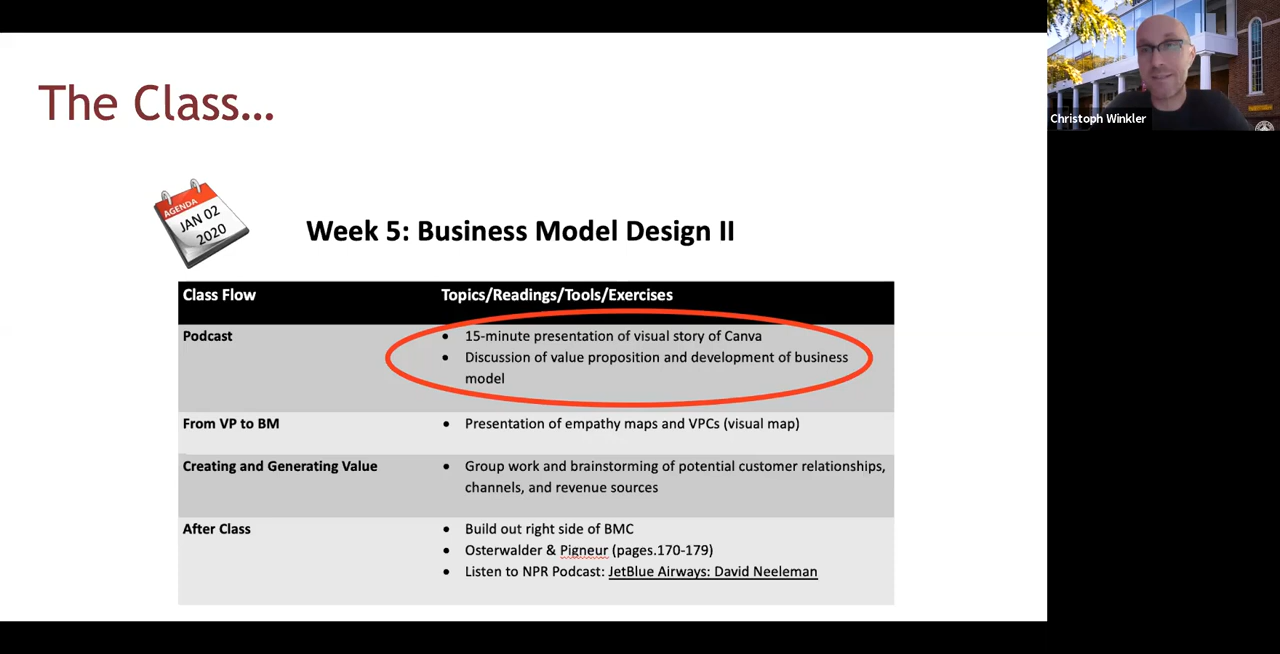 The Class...
Christoph Winkler
AGENDA
JAN 02
2020
Week 5: Business Model Design II
Class Flow
Topics/Readings/Tools/Exercises
Podcast
• 15-minute presentation of visual story of Canva
• Discussion of value proposition and development of business
model
From VP to BM
• Presentation of empathy maps and VPCs (visual map)
Creating and Generating Value
• Group work and brainstorming of potential customer relationships,
channels, and revenue sources
After Class
• Build out right side of BMC
• Osterwalder & Pigneur (pages.170-179)
• Listen to NPR Podcast: JetBlue Airways: David Neeleman